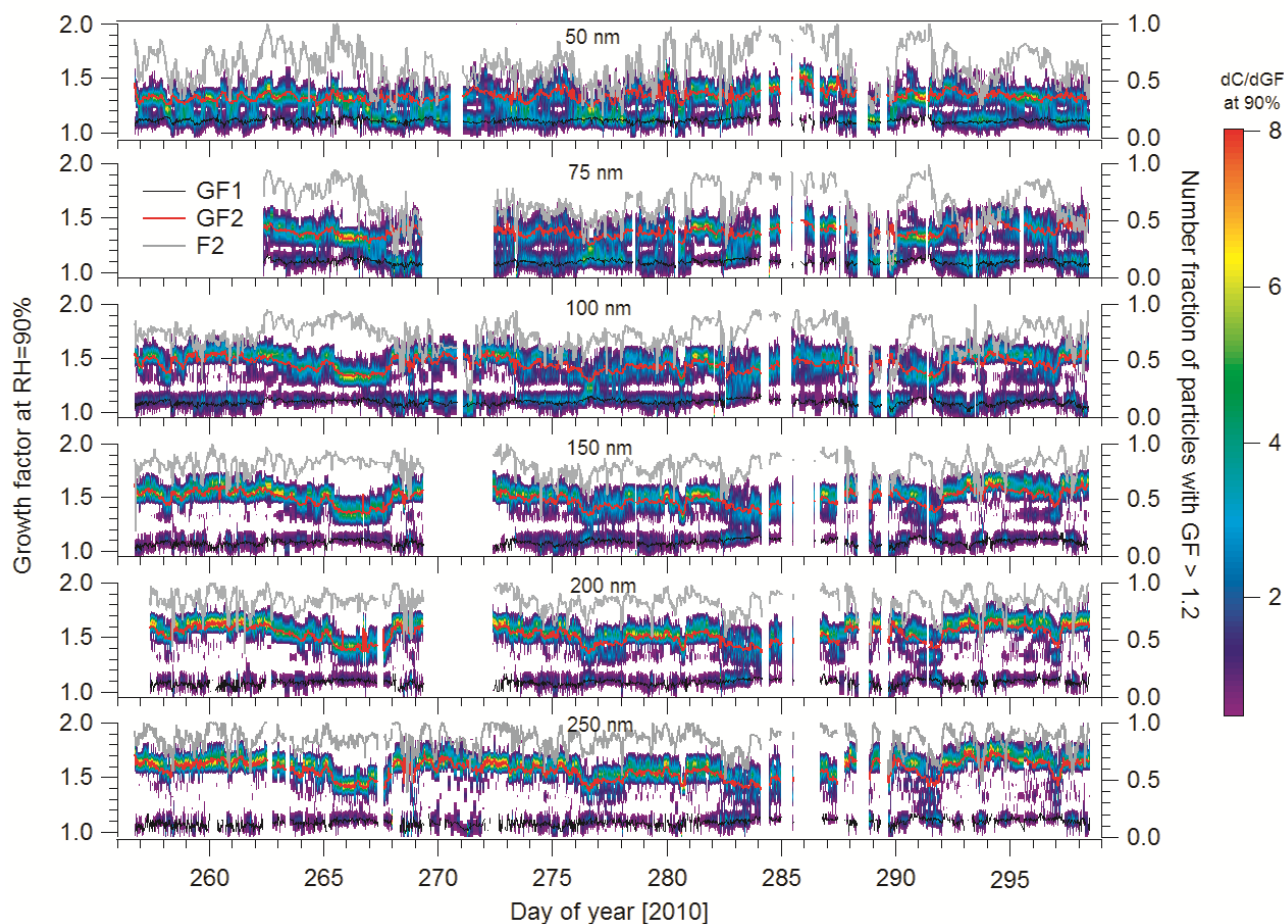 50 nm
2.0
1.5
1.0
1.0
0.5
0.0
75 nm
2.0
1.5
1.0
1.0
0.5
0.0
GF1
GF2
F2
100 nm
2.0
1.5
1.0
1.0
0.5
0.0
150 nm
2.0
1.5
1.0
1.0
0.5
0.0
200 nm
2.0
1.5
1.0
1.0
0.5
0.0
250 nm
2.0
1.5
1.0
1.0
0.5
0.0
260 265 270 275 280 285 290 295
Day of year [2010]
Growth factor at RH=90%
Number fraction of particles with GF > 1.2
dC/dGF
at 90%
8
6
4
2